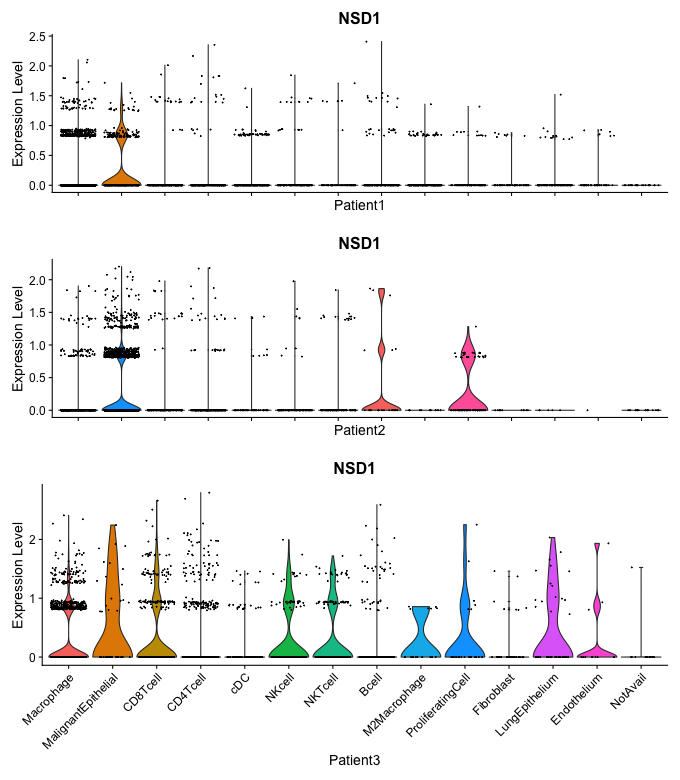 NSD1
Expression Level
2.5
2.0
1.5
1.0
0.5
0.0
Patient1
NSD1
Expression Level
2.0
1.5
1.0
0.5
0.0
Patient2
NSD1
Expression Level
2
1
0
Macrophage
MalignantEpithelial
CD8Tcell
CD4Tcell
cDC
NKcell
NKTcell
Bcell
M2Macrophage
ProliferatingCell
Fibroblast
LungEpithelium
Endothelium
NotAvail
Patient3